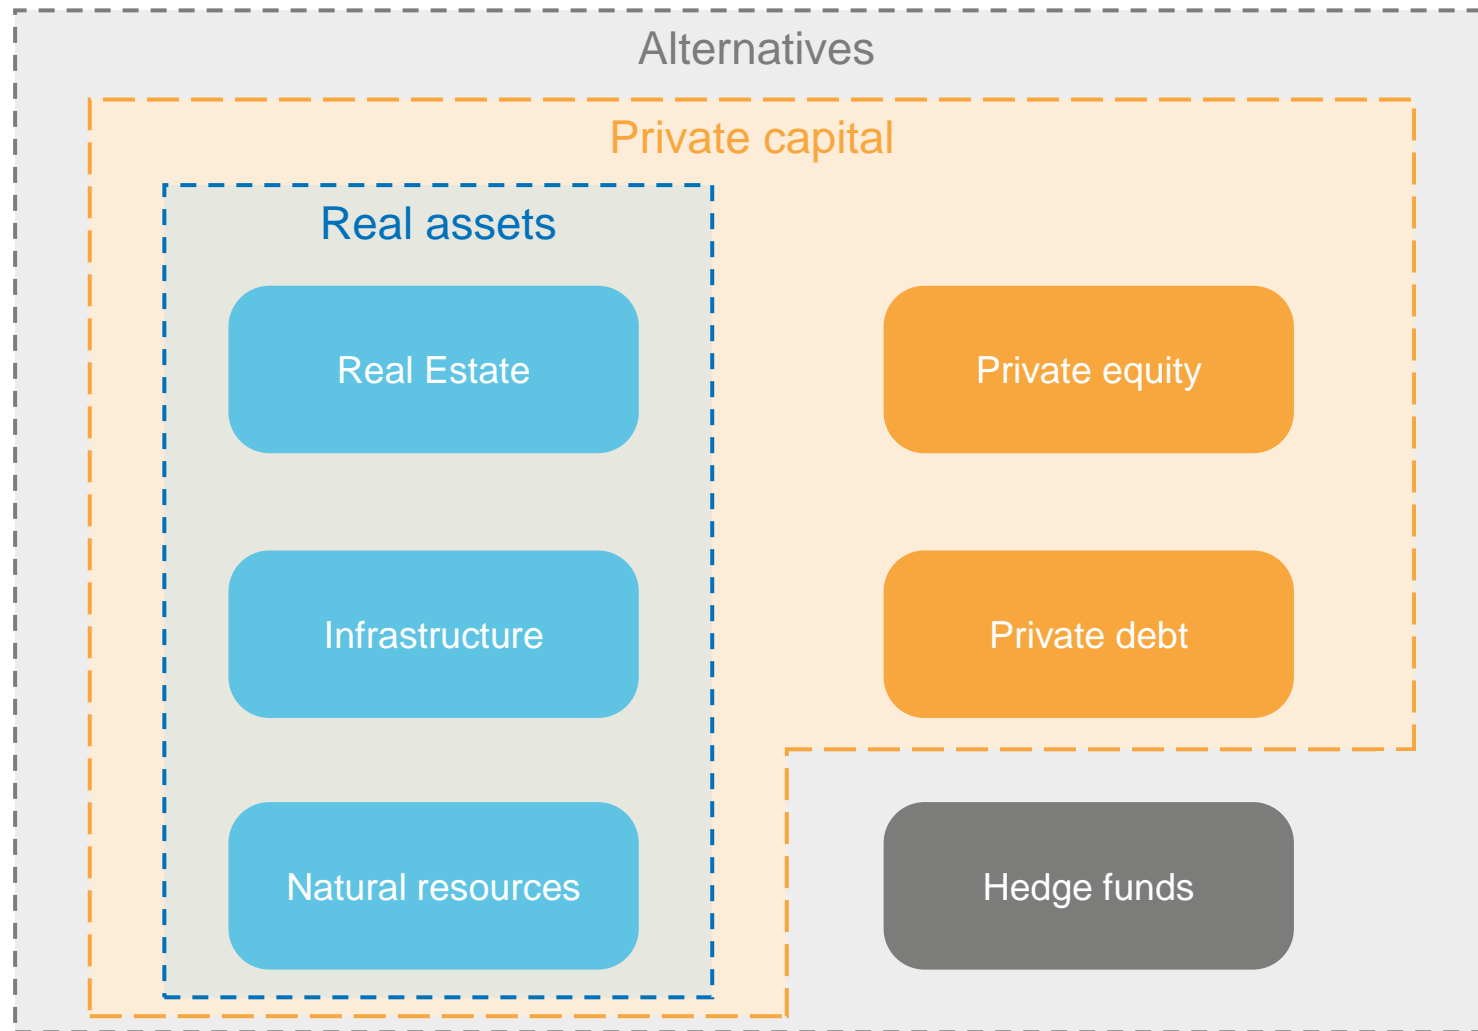 Alternatives
Private capital
Real assets
Real Estate
Private equity
Infrastructure
Private debt
Natural resources
Hedge funds